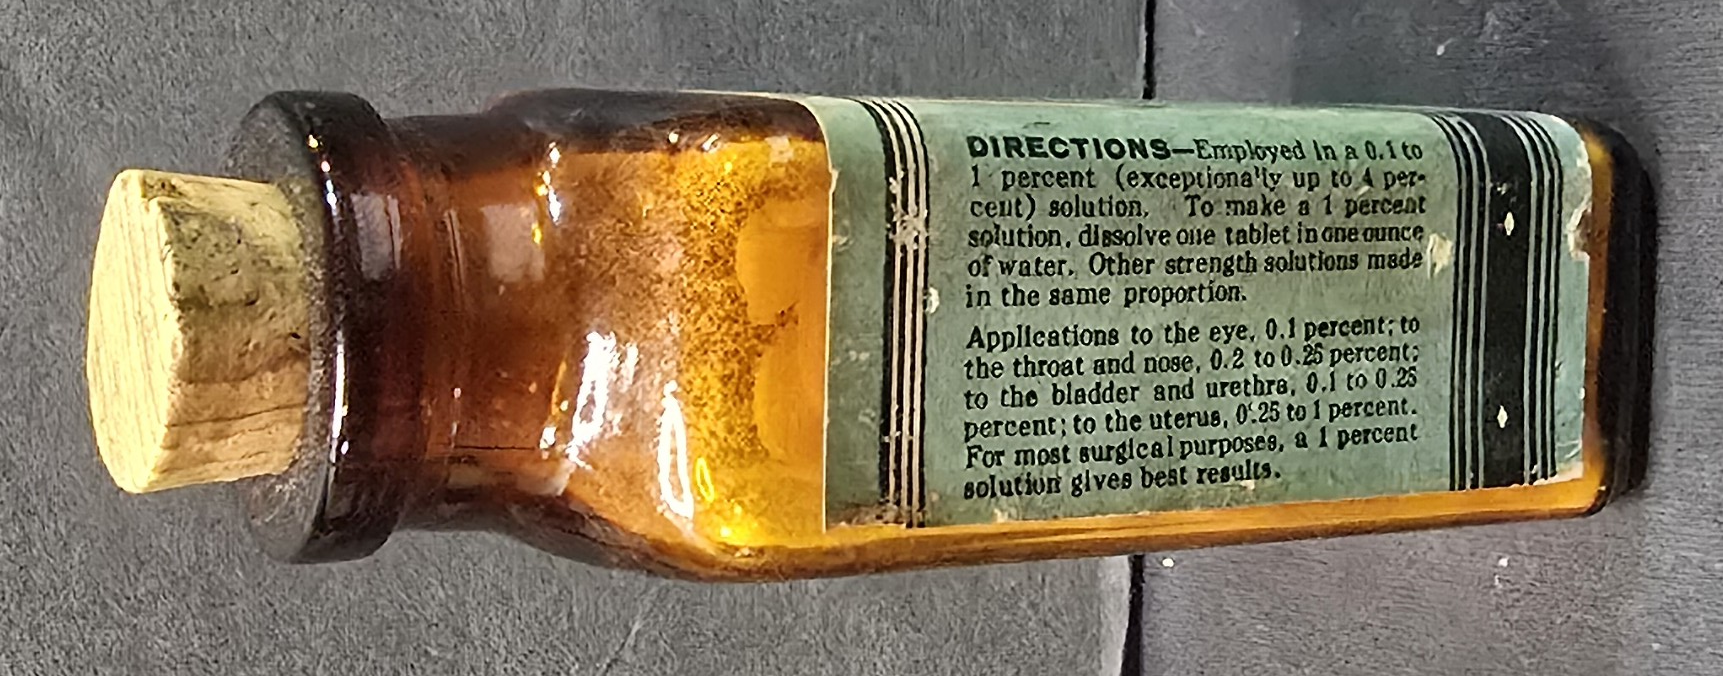 DIRECTIONS—Employed in a 0.1 to
1 percent (exceptionally up to 4 per-
cent) solution. To make a 1 percent
solution, dissolve one tablet in one ounce
of water. Other strength solutions made
in the same proportion.
Applications to the eye, 0.1 percent; to
the throat and nose, 0.2 to 0.25 percent;
to the bladder and urethra, 0.1 to 0.25
percent; to the uterus, 0.25 to 1 percent.
For most surgical purposes, a 1 percent
solution gives best results.